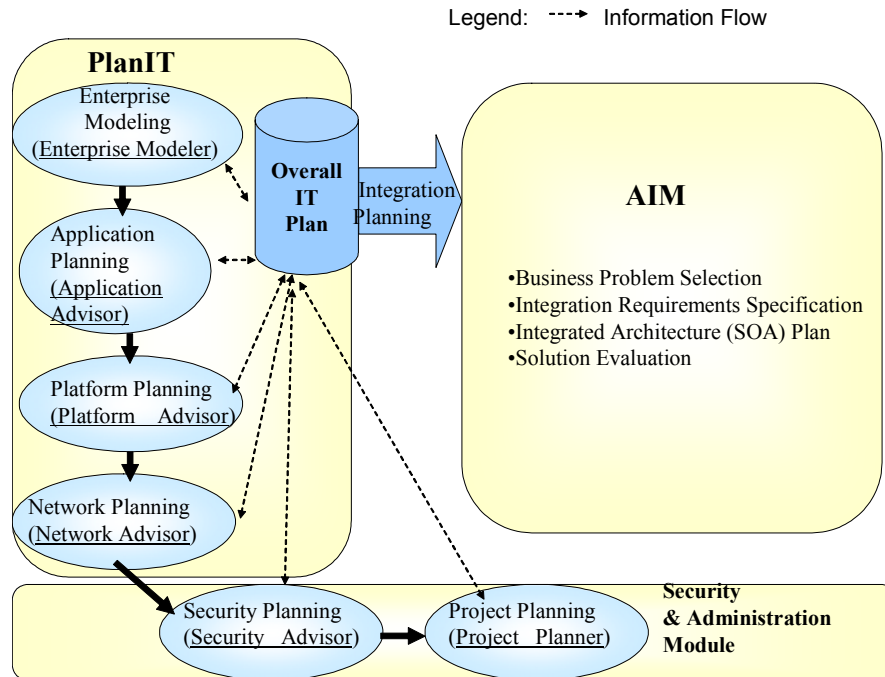 Legend: Information Flow
PlanIT
Enterprise
Modeling
(Enterprise Modeler)
Overall
IT
Plan
Integration
Planning
AIM
Application
Planning
(Application
Advisor)
•Business Problem Selection
•Integration Requirements Specification
•Integrated Architecture (SOA) Plan
•Solution Evaluation
Platform Planning
(Platform Advisor)
Network Planning
(Network Advisor)
Security Planning
(Security Advisor)
Project Planning
(Project Planner)
Security
& Administration
Module